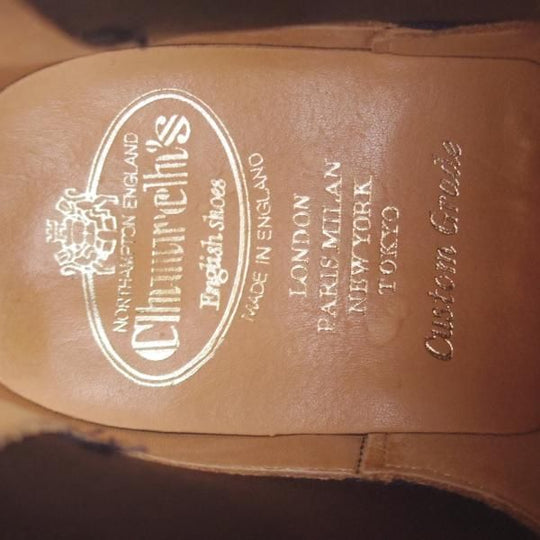 NORTHAMPTON ENGLAND
Church's
English shoes
MADE IN ENGLAND
LONDON
PARIS MILAN
NEW YORK
TOKYO
Custom Grade